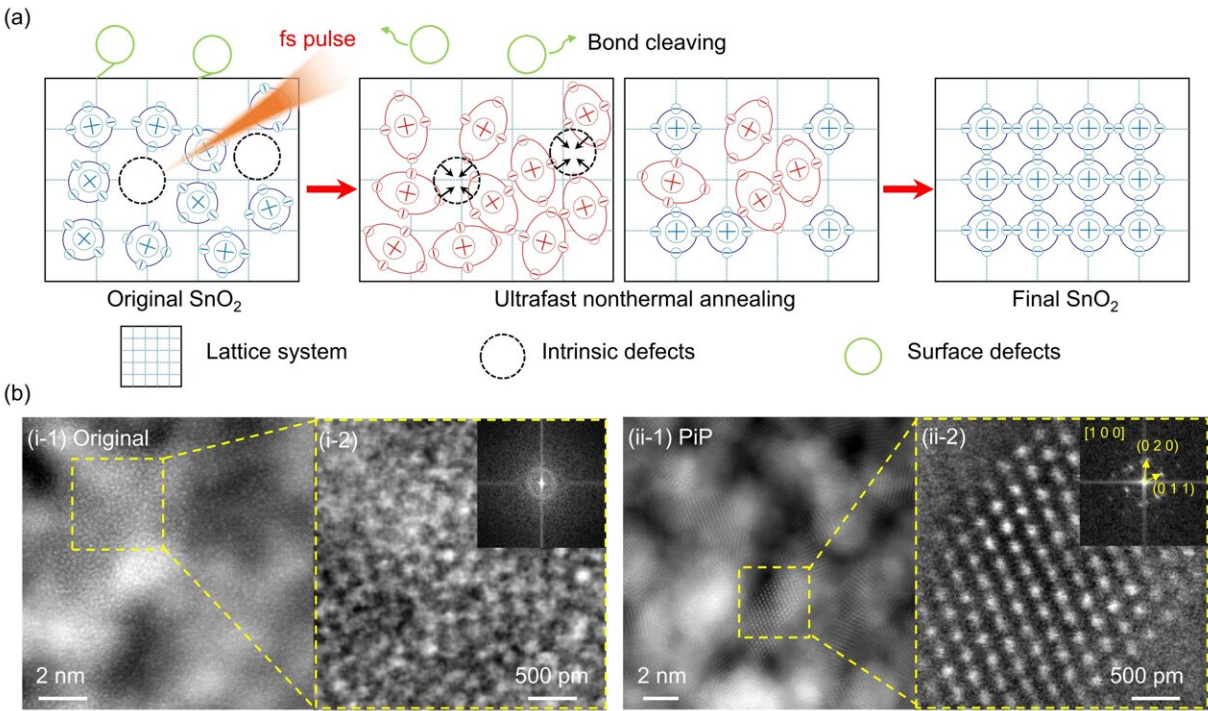 (a)
fs pulse
Bond cleaving
Original SnO₂
Ultrafast nonthermal annealing
Final SnO₂
Lattice system
Intrinsic defects
Surface defects
(b)
(i-1) Original
(i-2)
(ii-1) PiP
(ii-2)
[1 0 0]
(0 2 0)
(0 1 1)
2 nm
500 pm
2 nm
500 pm